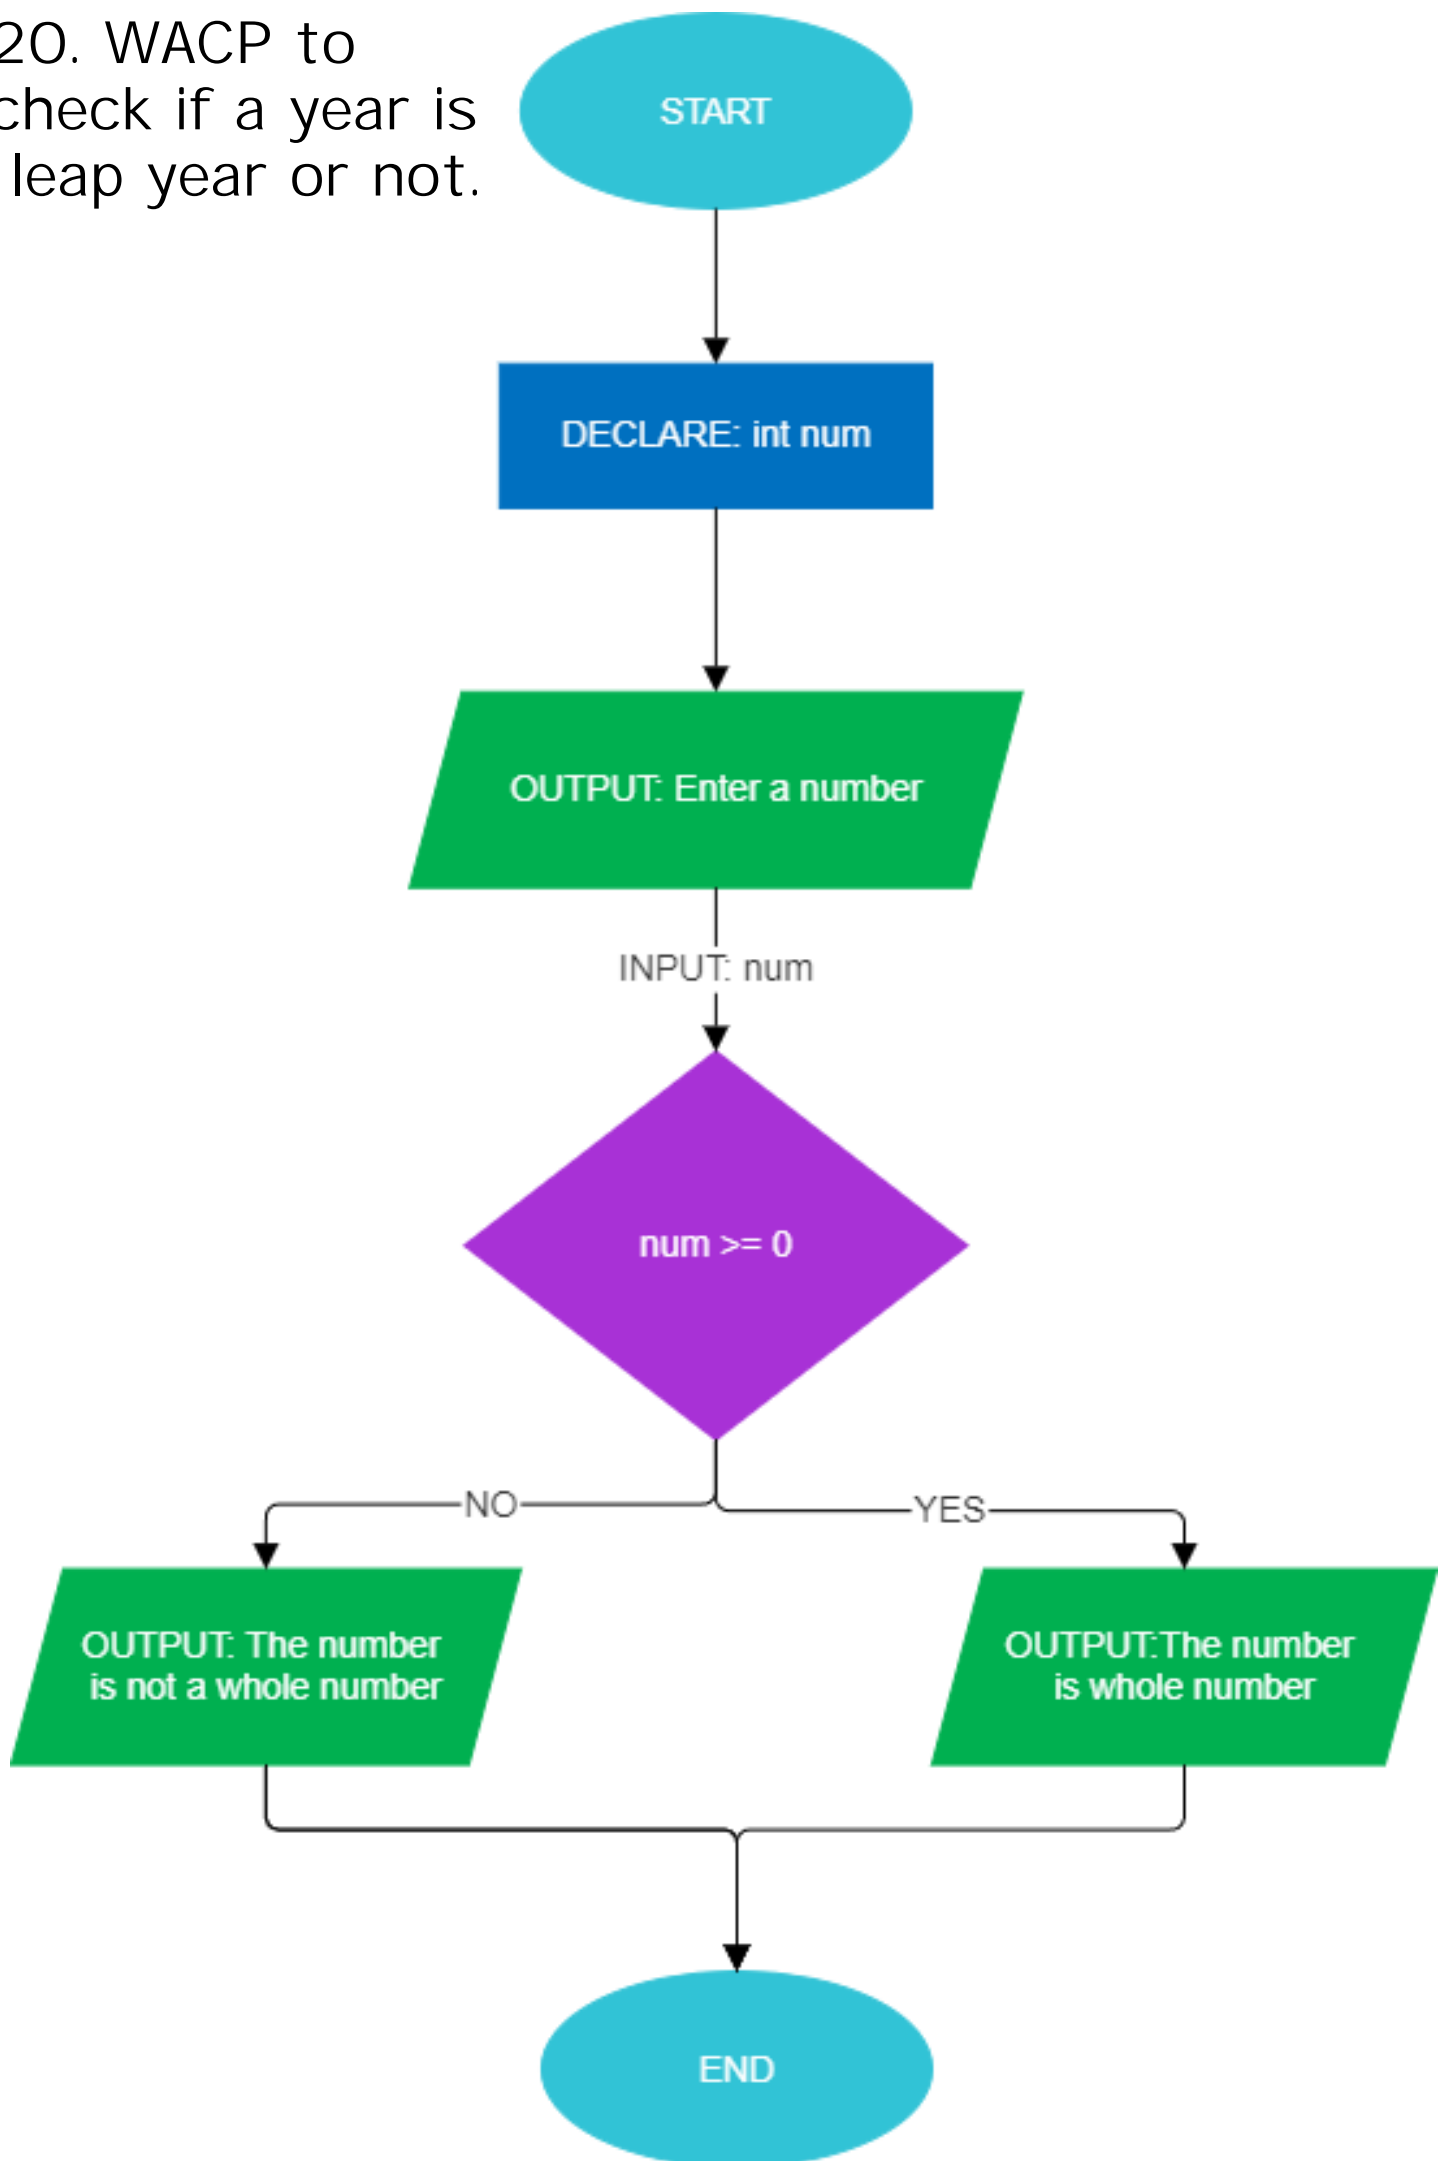 20. WACP to
check if a year is
leap year or not.
START
DECLARE: int num
OUTPUT: Enter a number
INPUT: num
num >= 0
NO
YES
OUTPUT: The number
is not a whole number
OUTPUT:The number
is whole number
END